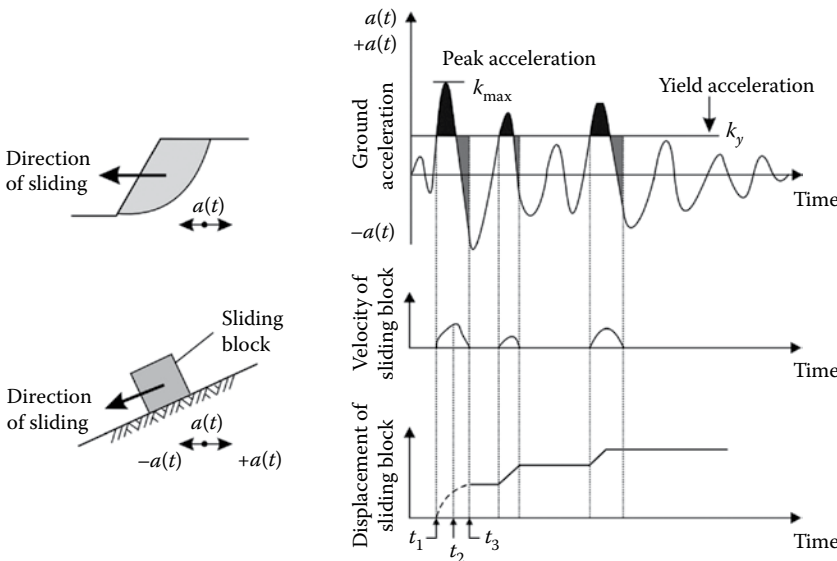 Direction
of sliding
a(t)
Sliding
block
Direction
of sliding
a(t)
−a(t)
+a(t)
a(t)
+a(t)
Peak acceleration
k_max
Yield acceleration
k_y
Ground
acceleration
Time
−a(t)
Velocity of
sliding block
Time
Displacement of
sliding block
t_1
t_2
t_3
Time